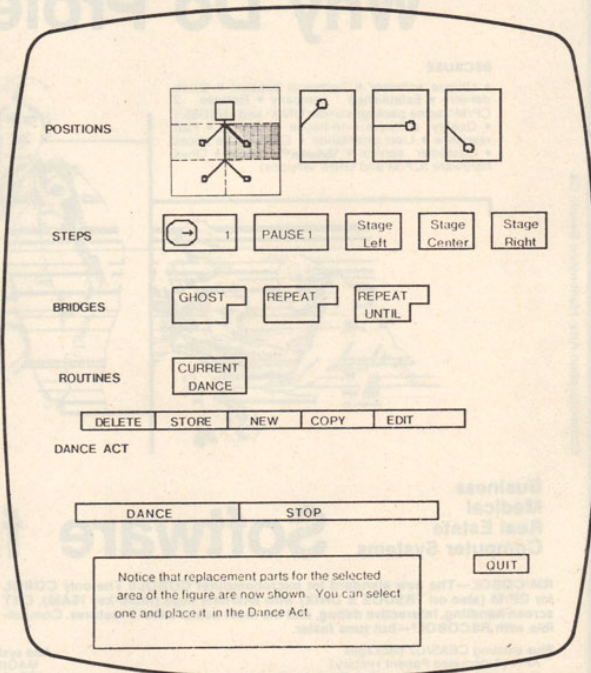 POSITIONS
STEPS
1
PAUSE 1
Stage
Left
Stage
Center
Stage
Right
BRIDGES
GHOST
REPEAT
REPEAT
UNTIL
ROUTINES
CURRENT
DANCE
DELETE STORE NEW COPY EDIT
DANCE ACT
DANCE STOP
Notice that replacement parts for the selected
area of the figure are now shown. You can select
one and place it in the Dance Act.
QUIT
BECAUSE
Why Do
Business
Medical
Real Estate
Computer Systems
Software